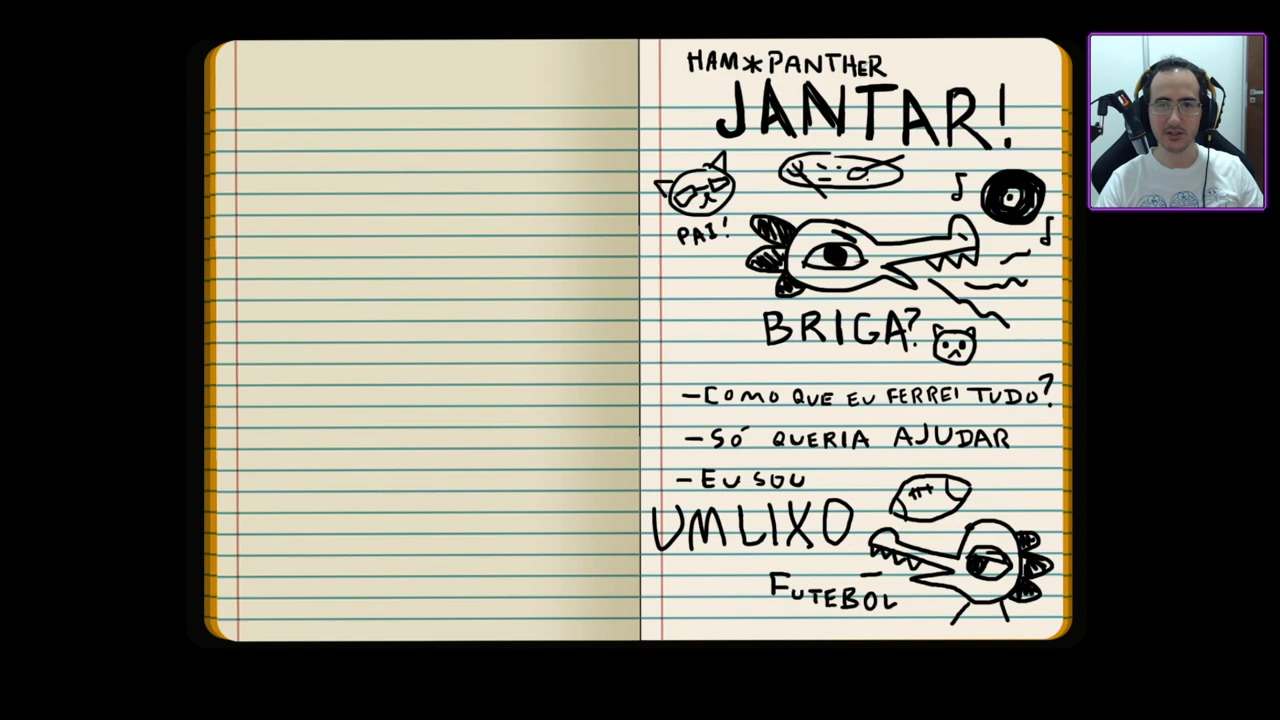 HAM*PANTHER
JANTAR!
PAI!
BRIGA?
-COMO QUE EU FERREI TUDO?
-SÓ QUERIA AJUDAR
-EU SOU
UM LIXO
FUTEBOL